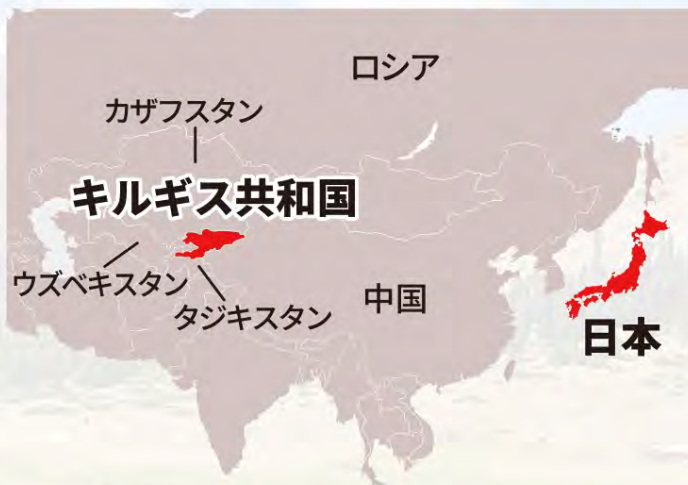 ロシア
カザフスタン
キルギス共和国
ウズベキスタン
タジキスタン
中国
日本